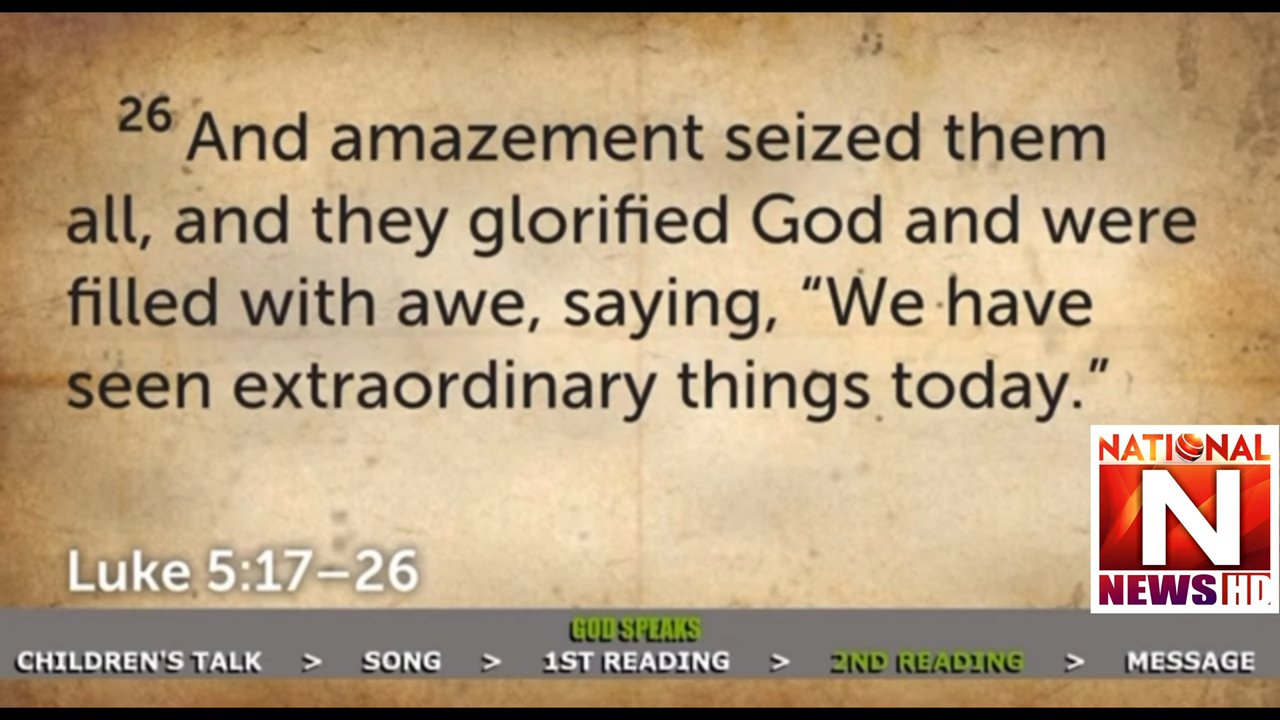 26 And amazement seized them
all, and they glorified God and were
filled with awe, saying, “We have
seen extraordinary things today.”
Luke 5:17–26
NATIONAL
N
NEWS HD
GOD SPEAKS
CHILDREN'S TALK > SONG > 1ST READING > 2ND READING > MESSAGE